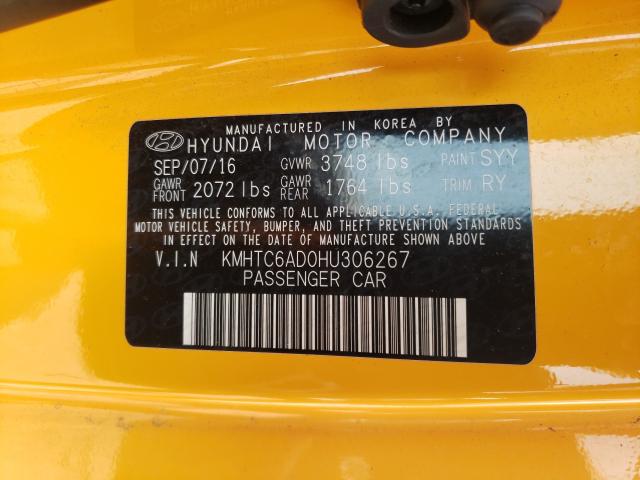 MANUFACTURED IN KOREA BY
HYUNDAI MOTOR COMPANY
SEP/07/16 GVWR 3748 lbs PAINT SYY
GAWR FRONT 2072 lbs GAWR REAR 1764 lbs TRIM RY
THIS VEHICLE CONFORMS TO ALL APPLICABLE U.S.A. FEDERAL
MOTOR VEHICLE SAFETY, BUMPER, AND THEFT PREVENTION STANDARDS
IN EFFECT ON THE DATE OF MANUFACTURE SHOWN ABOVE.
V.I.N KMHTC6AD0HU306267
PASSENGER CAR